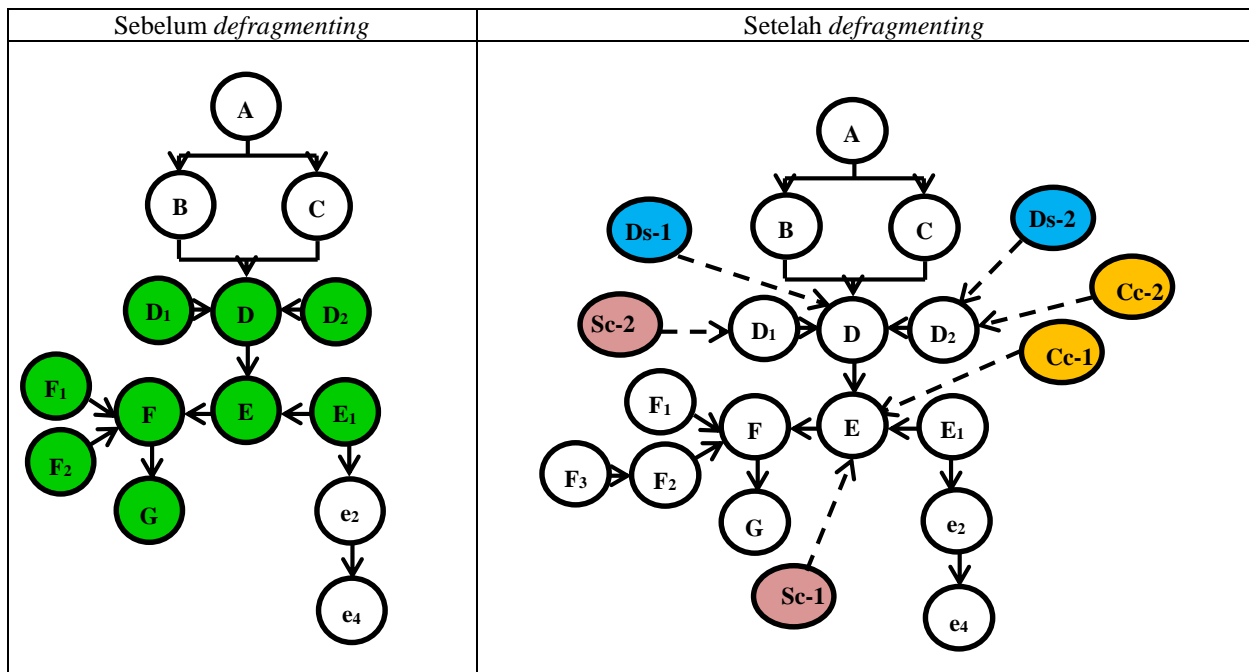 Sebelum defragmenting
A
B C
D₁ D D₂
F₁
F E E₁
F₂
G e₂
e₄
Setelah defragmenting
A
Ds-1 B C Ds-2
Cc-2
Sc-2 D₁ D D₂
Cc-1
F₁ F E E₁
F₃ F₂
G e₂
Sc-1
e₄